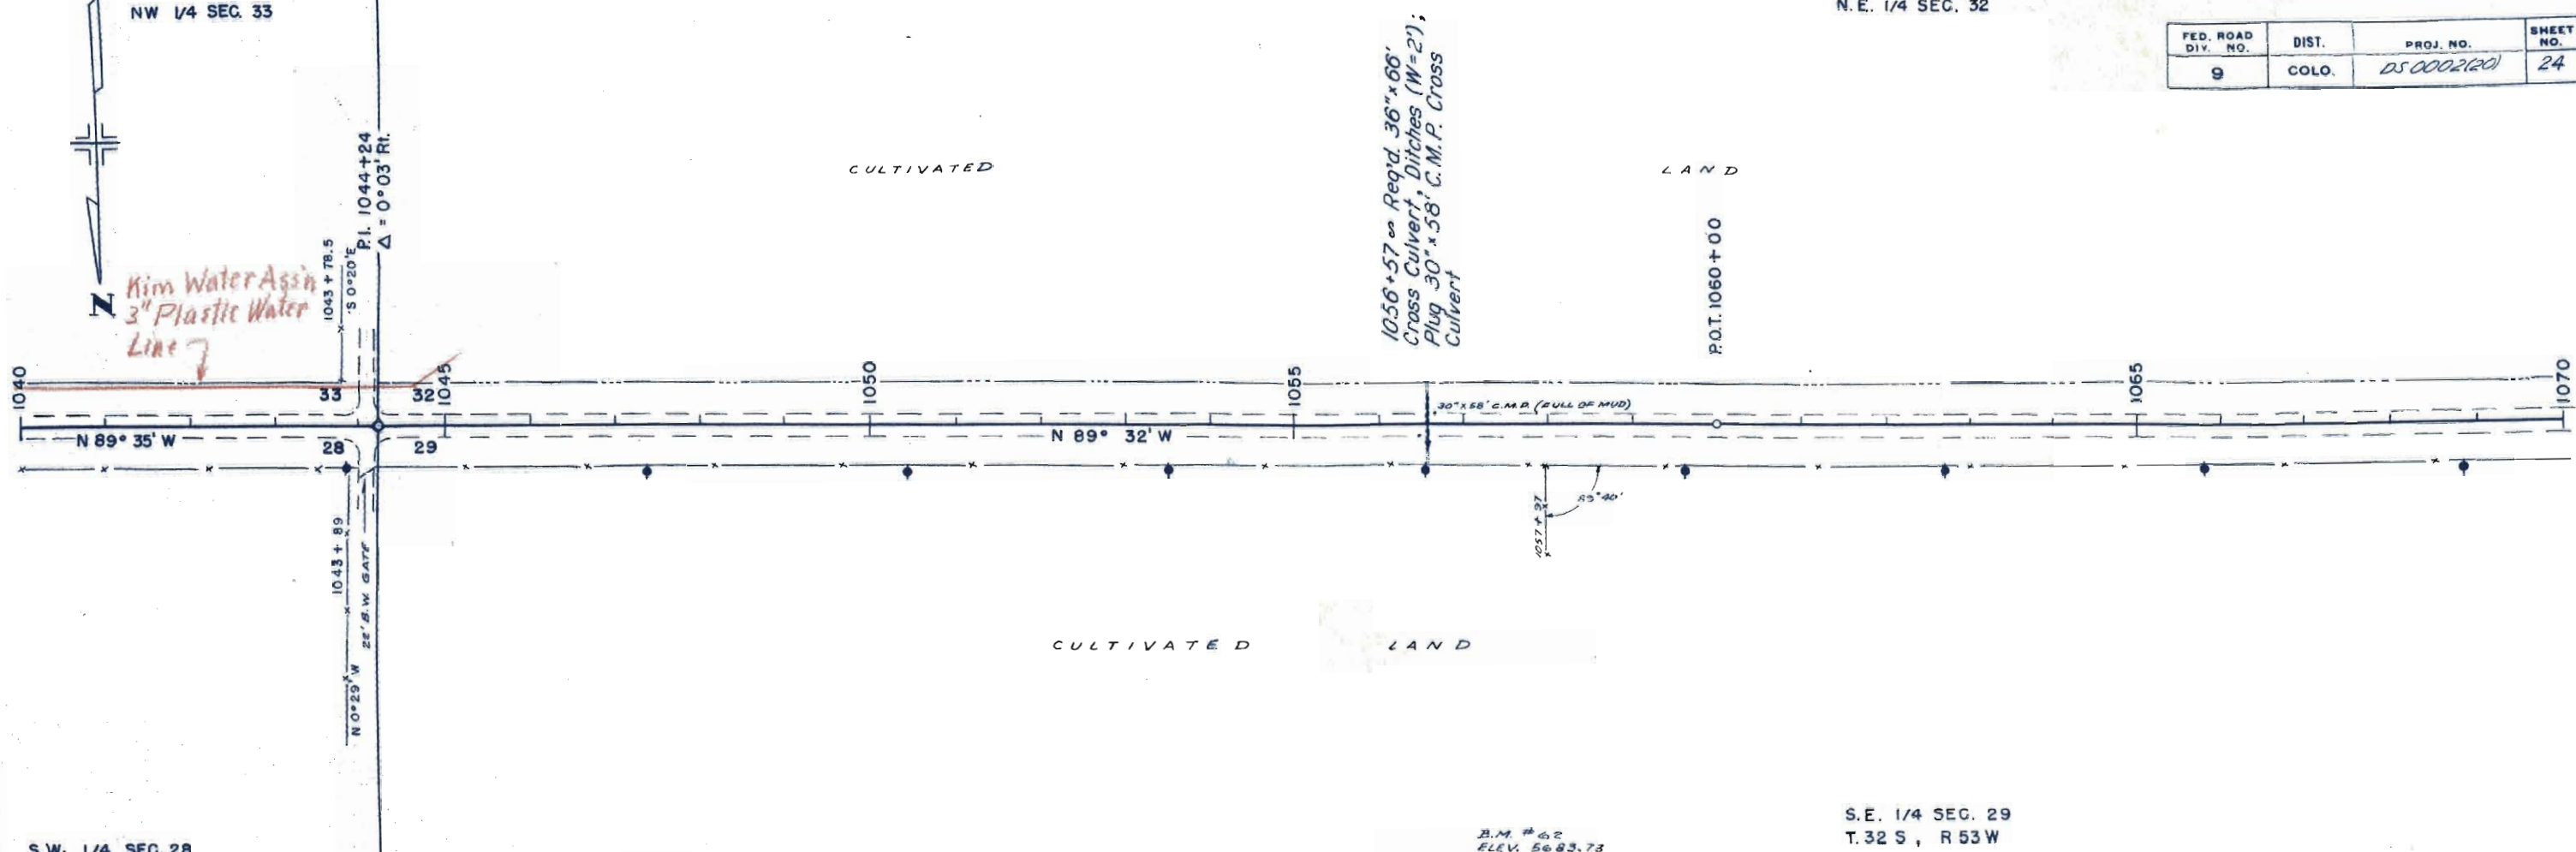 NW 1/4 SEC. 33
N.E. 1/4 SEC. 32
FED. ROAD DIV. NO.
DIST.
PROJ. NO.
SHEET NO.
9
COLO.
DS 0002(20)
24
P.I. 1044+24
Δ = 0°03' Rt.
1043 + 78.5
S 0°20'E
N
Kim Water Ass'n
3" Plastic Water
Line
CULTIVATED LAND
1056+57 Req'd. 36"x66'
Cross Culvert, Ditches (W=2');
Plug 30"x58' C.M.P. Cross
Culvert
P.O.T. 1060+00
1040
1045
1050
1055
1065
1070
33
32
30"X58' C.M.P. (FULL OF MUD)
N 89° 35' W
N 89° 32' W
28
29
1043 + 89
22' B.W. GATE
N 0°29' W
1057 + 97
89°40'
CULTIVATED LAND
S.W. 1/4 SEC. 28
B.M. #62
ELEV. 5683.73
S.E. 1/4 SEC. 29
T. 32 S, R 53 W